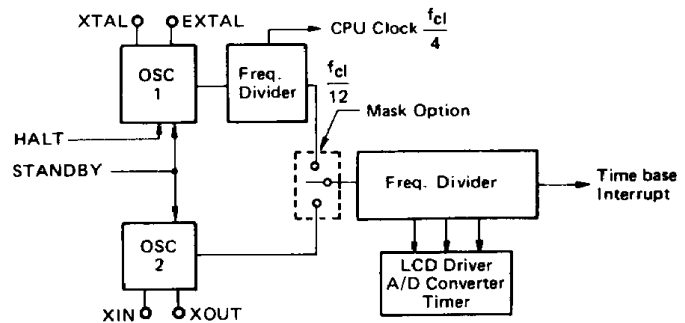 XTAL EXTAL
CPU Clock fcl/4
OSC 1
Freq. Divider
fcl/12
Mask Option
HALT
STANDBY
Freq. Divider
Time base Interrupt
OSC 2
LCD Driver
A/D Converter
Timer
XIN XOUT